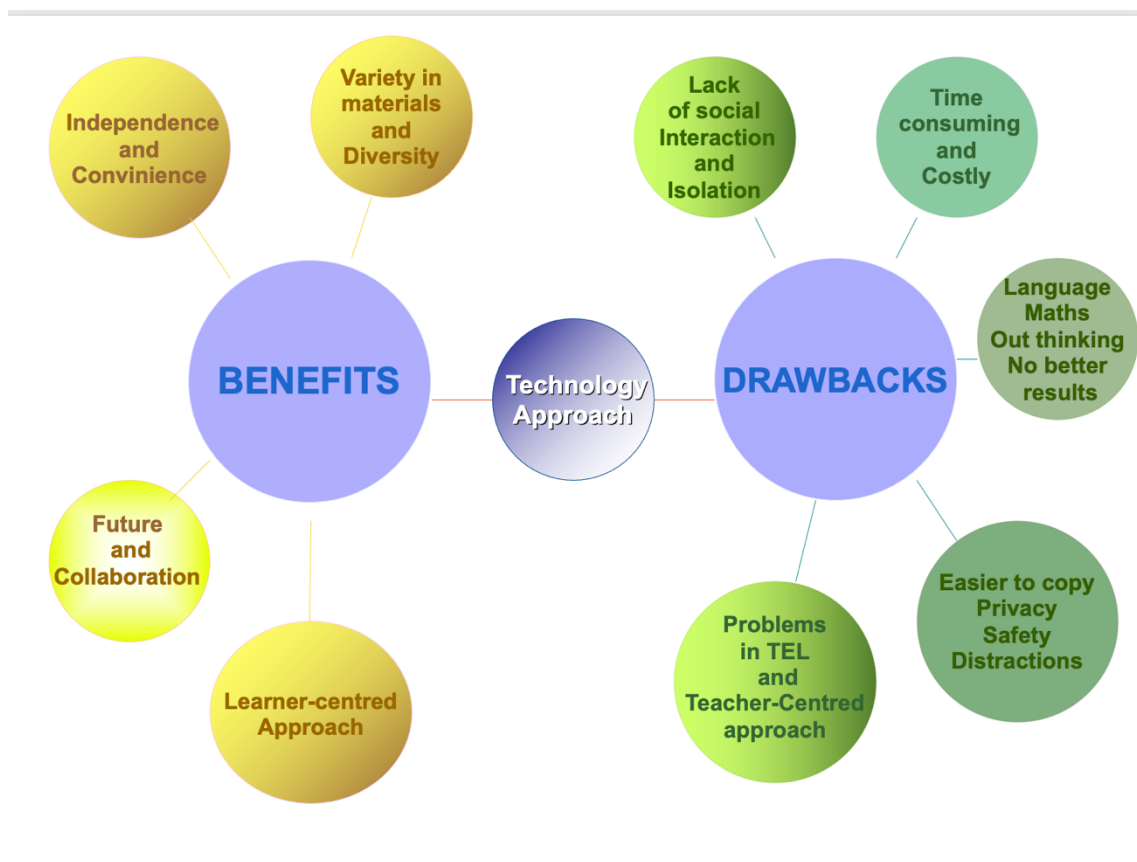 Independence
and
Convinience
Variety in
materials
and
Diversity
BENEFITS
Future
and
Collaboration
Learner-centred
Approach
Technology
Approach
Lack
of social
Interaction
and
Isolation
Time
consuming
and
Costly
DRAWBACKS
Language
Maths
Out thinking
No better
results
Easier to copy
Privacy
Safety
Distractions
Problems
in TEL
and
Teacher-Centred
approach